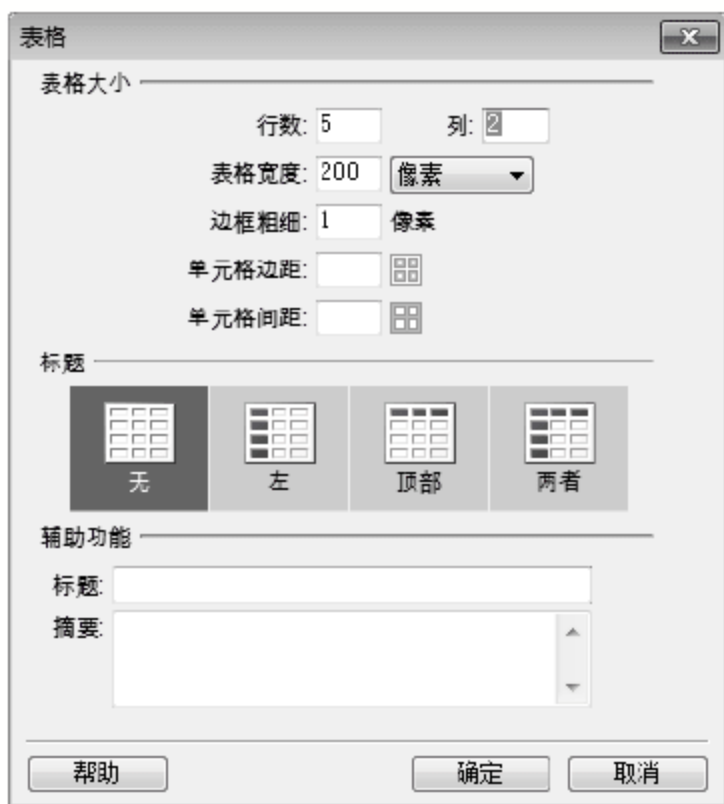 表格
表格大小
行数: 5 列: 2
表格宽度: 200 像素
边框粗细: 1 像素
单元格边距:
单元格间距:
标题
无 左 顶部 两者
辅助功能
标题:
摘要:
帮助 确定 取消